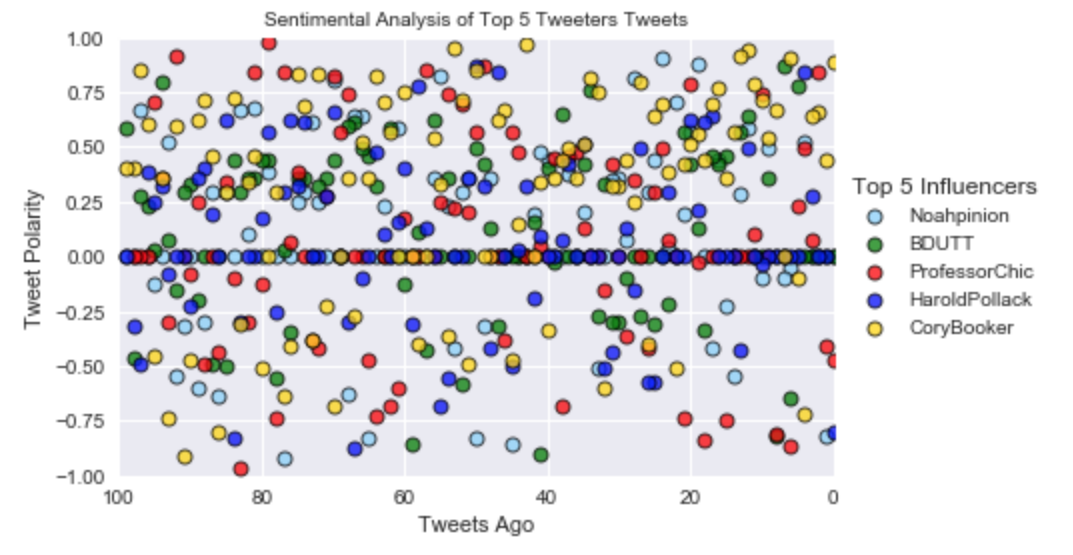 Sentimental Analysis of Top 5 Tweeters Tweets
1.00
0.75
0.50
0.25
0.00
−0.25
−0.50
−0.75
−1.00
Tweet Polarity
100 80 60 40 20 0
Tweets Ago
Top 5 Influencers
Noahpinion
BDUTT
ProfessorChic
HaroldPollack
CoryBooker